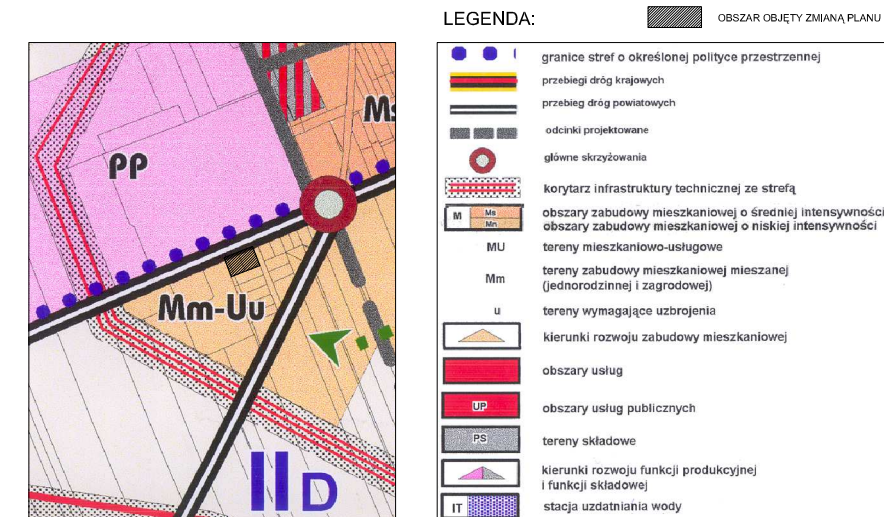 LEGENDA:
OBSZAR OBJĘTY ZMIANĄ PLANU
PP
Ms
Mm-Uu
II D
granice stref o określonej polityce przestrzennej
przebiegi dróg krajowych
przebieg dróg powiatowych
odcinki projektowane
główne skrzyżowania
korytarz infrastruktury technicznej ze strefą
M
Ms
Mn
obszary zabudowy mieszkaniowej o średniej intensywności
obszary zabudowy mieszkaniowej o niskiej intensywności
MU
tereny mieszkaniowo-usługowe
Mm
tereny zabudowy mieszkaniowej mieszanej
(jednorodzinnej i zagrodowej)
u
tereny wymagające uzbrojenia
kierunki rozwoju zabudowy mieszkaniowej
obszary usług
UP
obszary usług publicznych
PS
tereny składowe
kierunki rozwoju funkcji produkcyjnej
i funkcji składowej
IT
stacja uzdatniania wody